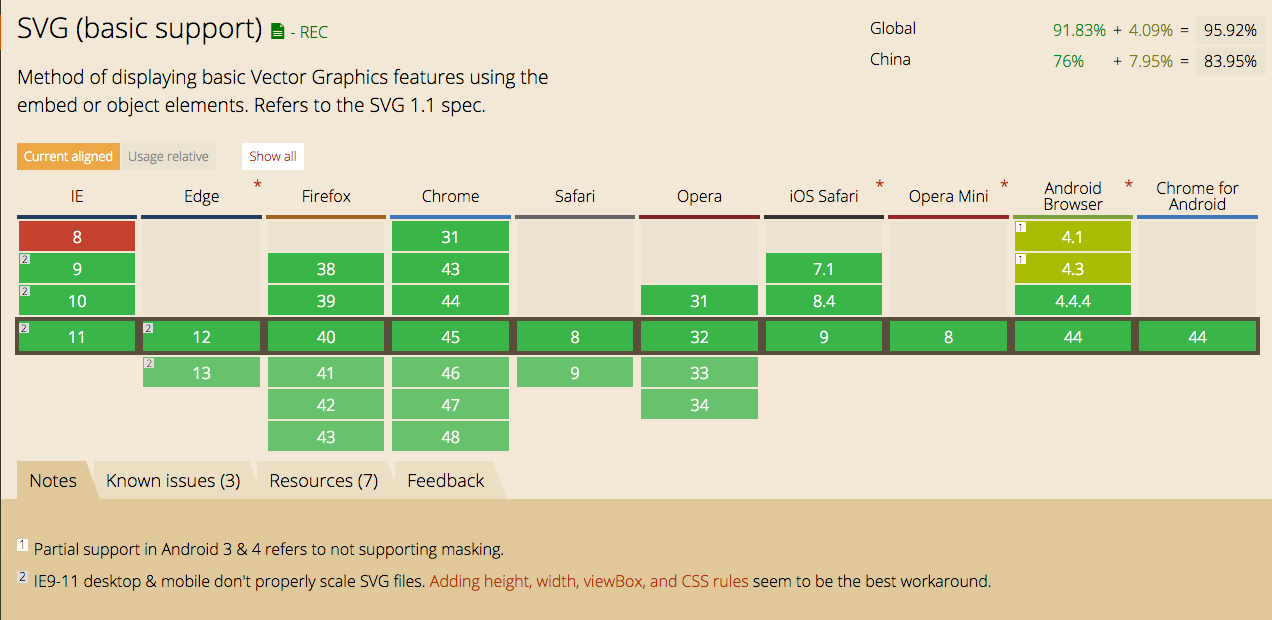 SVG (basic support) - REC
Global 91.83% + 4.09% = 95.92%
China 76% + 7.95% = 83.95%
Method of displaying basic Vector Graphics features using the
embed or object elements. Refers to the SVG 1.1 spec.
Current aligned Usage relative Show all
IE Edge * Firefox Chrome Safari Opera iOS Safari * Opera Mini * Android Browser * Chrome for Android
8 31 1 4.1
2 9 38 43 7.1 1 4.3
2 10 39 44 31 8.4 4.4.4
2 11 2 12 40 45 8 32 9 8 44 44
2 13 41 46 9 33
42 47 34
43 48
Notes Known issues (3) Resources (7) Feedback
1 Partial support in Android 3 & 4 refers to not supporting masking.
2 IE9-11 desktop & mobile don't properly scale SVG files. Adding height, width, viewBox, and CSS rules seem to be the best workaround.